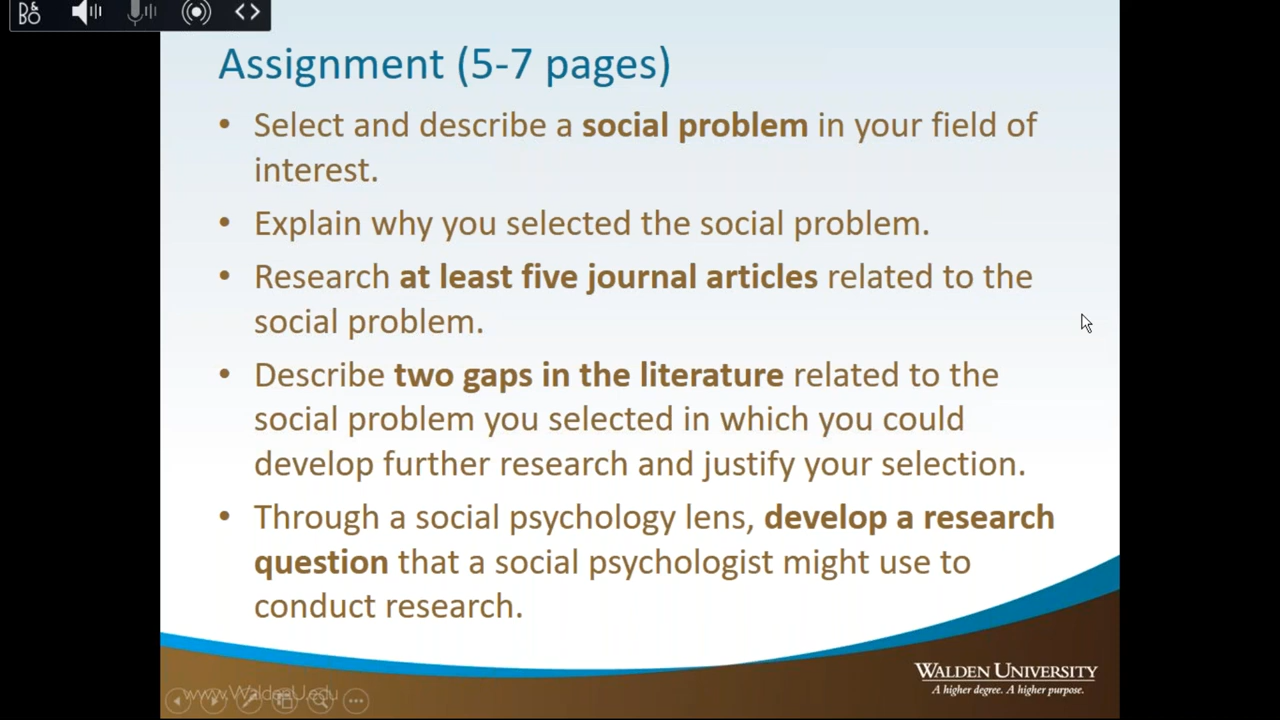 B&O
Assignment (5-7 pages)
• Select and describe a social problem in your field of
interest.
• Explain why you selected the social problem.
• Research at least five journal articles related to the
social problem.
• Describe two gaps in the literature related to the
social problem you selected in which you could
develop further research and justify your selection.
• Through a social psychology lens, develop a research
question that a social psychologist might use to
conduct research.
WALDEN UNIVERSITY
A higher degree. A higher purpose.
www.WaldenU.edu